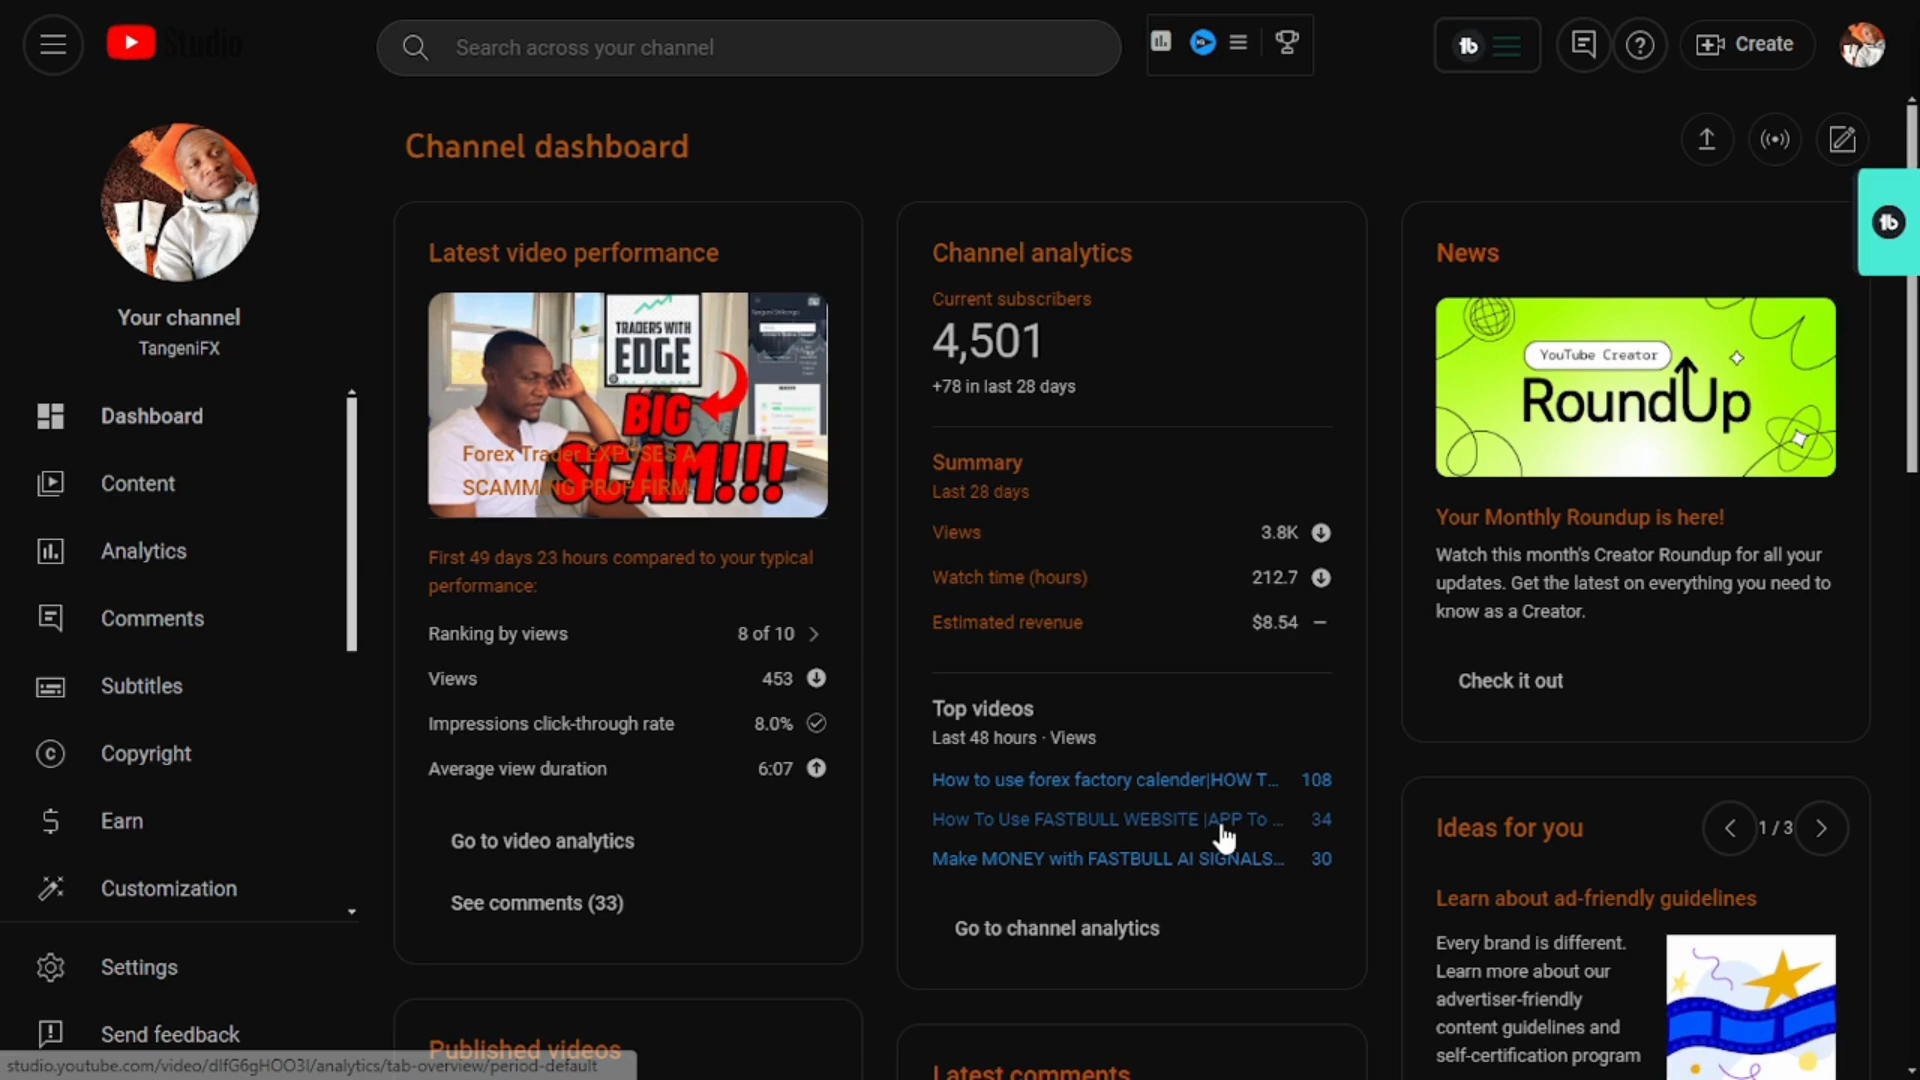 Studio
Search across your channel
Create
Your channel
TangeniFX
Dashboard
Content
Analytics
Comments
Subtitles
Copyright
Earn
Customization
Settings
Send feedback
studio.youtube.com/video/dlfG6gHOO3I/analytics/tab-overview/period-default
Channel dashboard
Latest video performance
TRADERS WITH
EDGE
BIG
SCAM!!!
Forex Trader EXPOSES A
SCAMMING PROP FIRM
First 49 days 23 hours compared to your typical
performance:
Ranking by views 8 of 10
Views 453
Impressions click-through rate 8.0%
Average view duration 6:07
Go to video analytics
See comments (33)
Published videos
Channel analytics
Current subscribers
4,501
+78 in last 28 days
Summary
Last 28 days
Views 3.8K
Watch time (hours) 212.7
Estimated revenue $8.54
Top videos
Last 48 hours · Views
How to use forex factory calender|HOW T... 108
How To Use FASTBULL WEBSITE |APP To ... 34
Make MONEY with FASTBULL AI SIGNALS... 30
Go to channel analytics
Latest comments
News
YouTube Creator
RoundUp
Your Monthly Roundup is here!
Watch this month's Creator Roundup for all your
updates. Get the latest on everything you need to
know as a Creator.
Check it out
Ideas for you
1 / 3
Learn about ad-friendly guidelines
Every brand is different.
Learn more about our
advertiser-friendly
content guidelines and
self-certification program